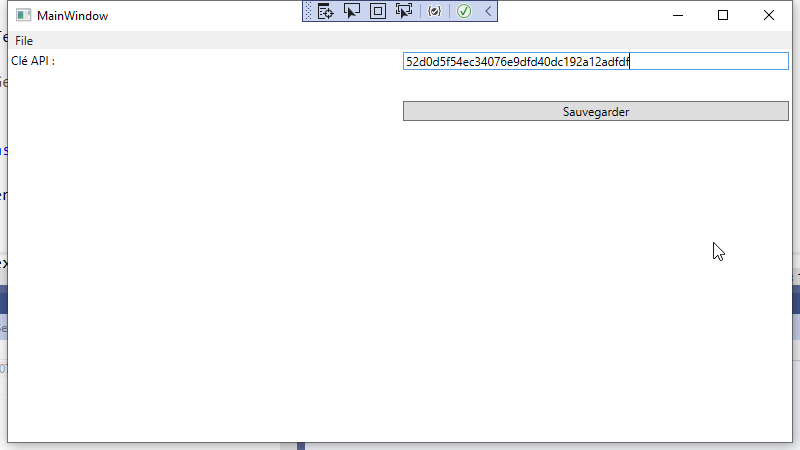 MainWindow
File
Clé API :
52d0d5f54ec34076e9dfd40dc192a12adfdf
Sauvegarder